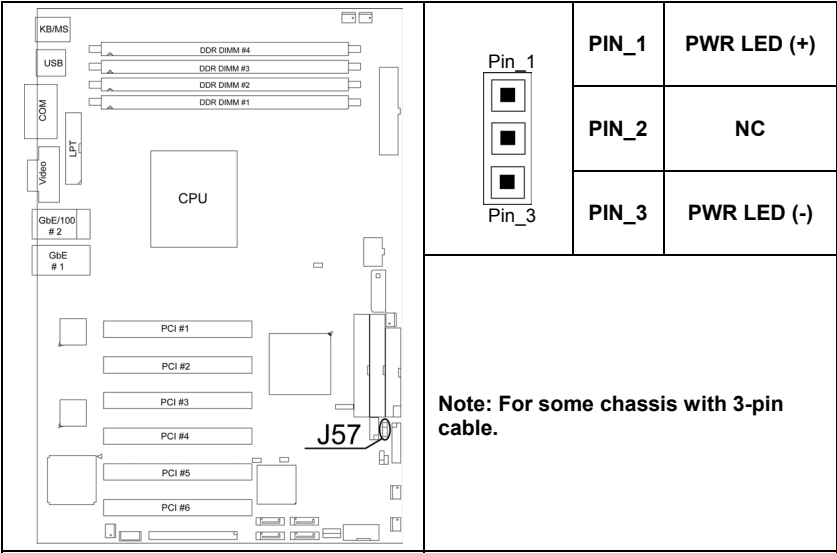 KB/MS
USB
COM
LPT
Video
GbE/100
# 2
GbE
# 1
DDR DIMM #4
DDR DIMM #3
DDR DIMM #2
DDR DIMM #1
CPU
PCI #1
PCI #2
PCI #3
PCI #4
PCI #5
PCI #6
J57
Pin_1
Pin_3
PIN_1 PWR LED (+)
PIN_2 NC
PIN_3 PWR LED (-)
Note: For some chassis with 3-pin
cable.